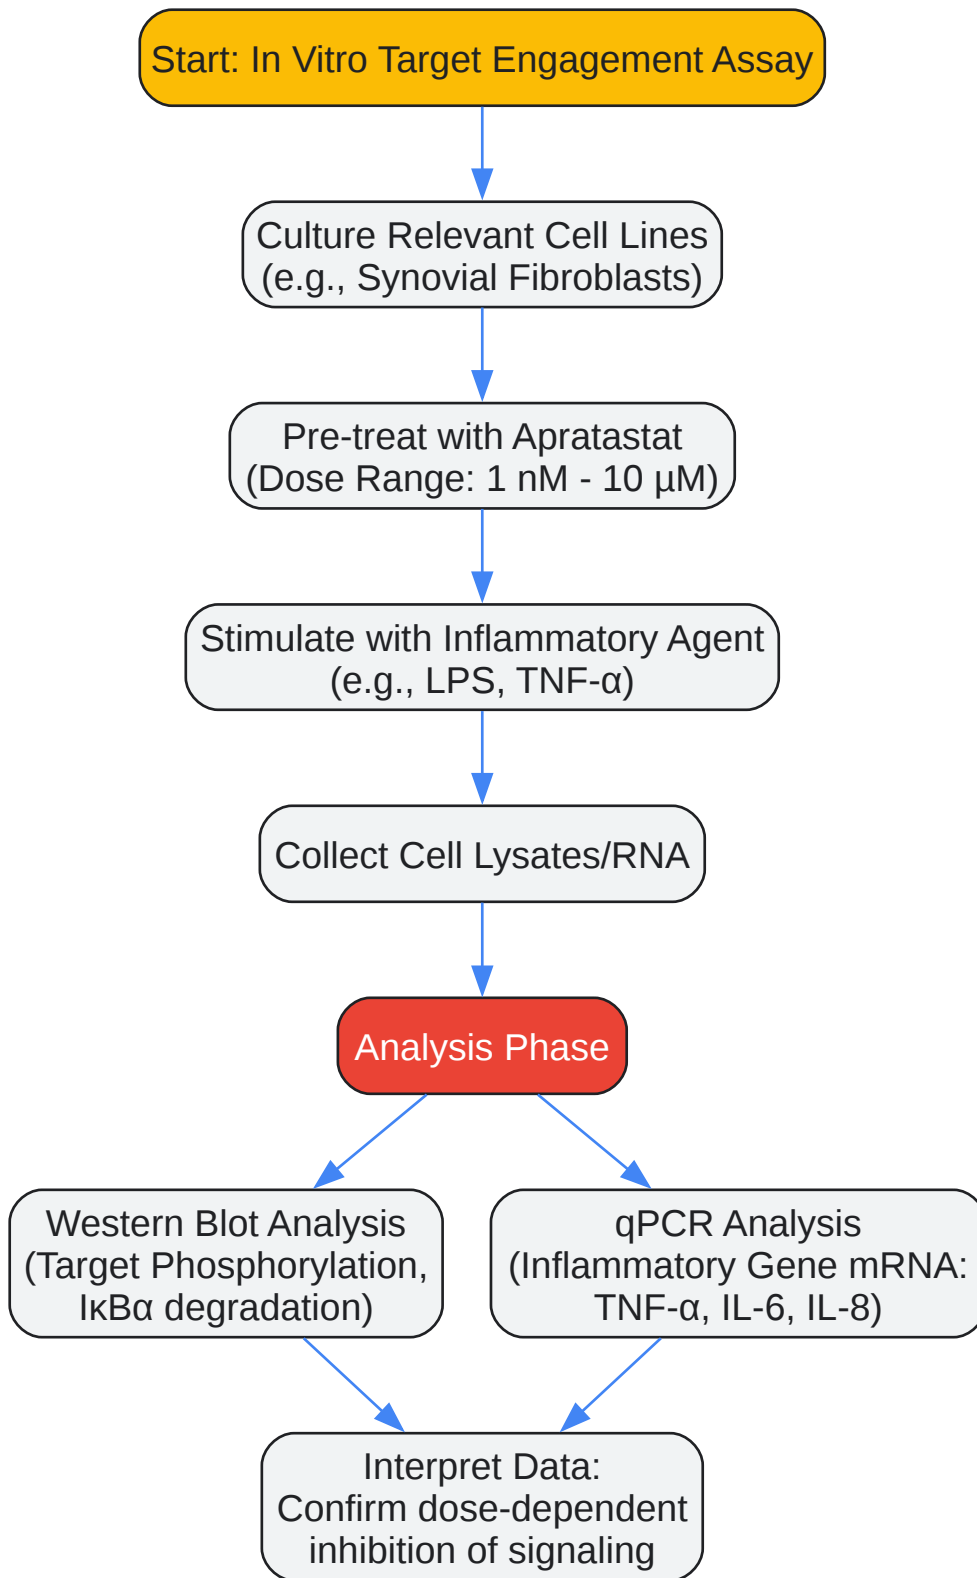 Start: In Vitro Target Engagement Assay
Culture Relevant Cell Lines
(e.g., Synovial Fibroblasts)
Pre-treat with Apratastat
(Dose Range: 1 nM - 10 µM)
Stimulate with Inflammatory Agent
(e.g., LPS, TNF-α)
Collect Cell Lysates/RNA
Analysis Phase
Western Blot Analysis
(Target Phosphorylation,
IκBα degradation)
qPCR Analysis
(Inflammatory Gene mRNA:
TNF-α, IL-6, IL-8)
Interpret Data:
Confirm dose-dependent
inhibition of signaling